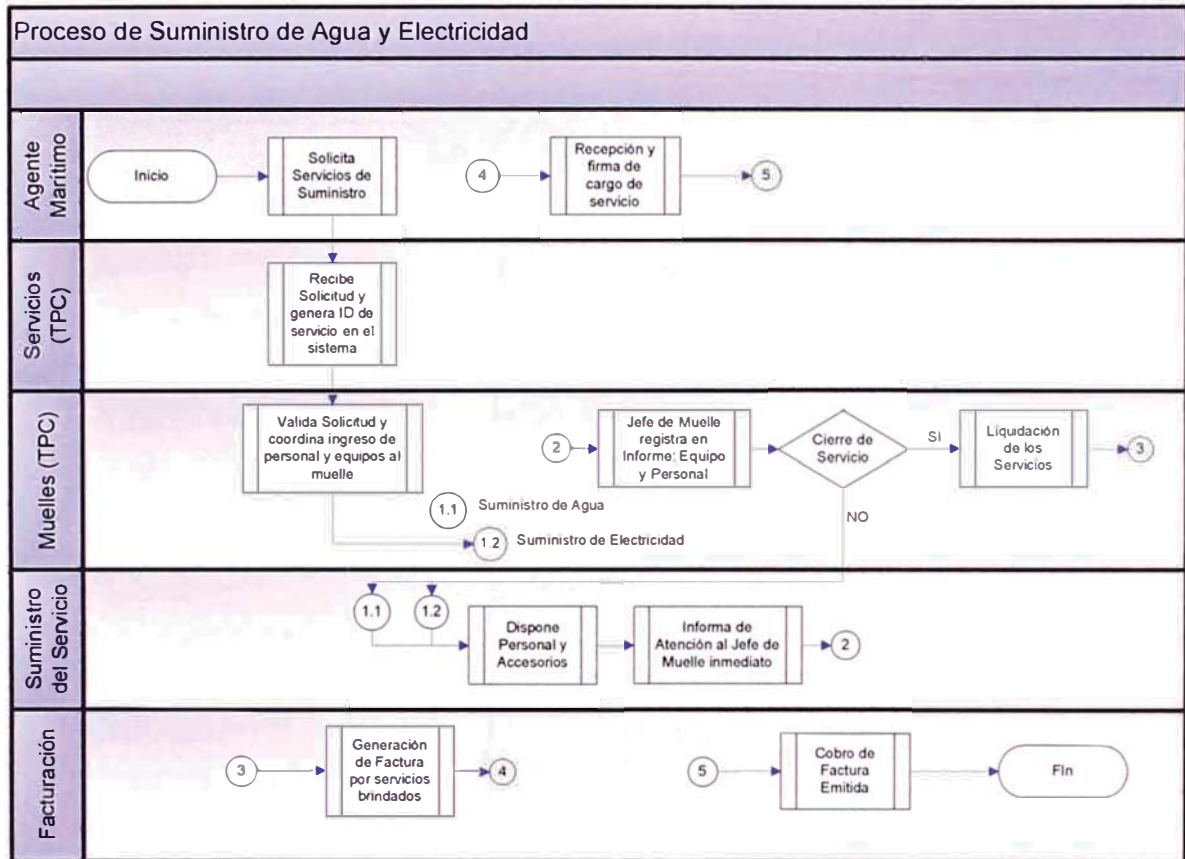 Proceso de Suministro de Agua y Electricidad
Agente
Marítimo
Inicio
Solicita
Servicios de
Suministro
4
Recepción y
firma de
cargo de
servicio
5
Servicios
(TPC)
Recibe
Solicitud y
genera ID de
servicio en el
sistema
Muelles (TPC)
Valida Solicitud y
coordina ingreso de
personal y equipos al
muelle
1.1
Suministro de Agua
1.2
Suministro de Electricidad
2
Jefe de Muelle
registra en
Informe: Equipo
y Personal
Cierre de
Servicio
SI
NO
Liquidación
de los
Servicios
3
Suministro
del Servicio
1.1
1.2
Dispone
Personal y
Accesorios
Informa de
Atención al Jefe de
Muelle inmediato
2
Facturación
3
Generación
de Factura
por servicios
brindados
4
5
Cobro de
Factura
Emitida
FIn